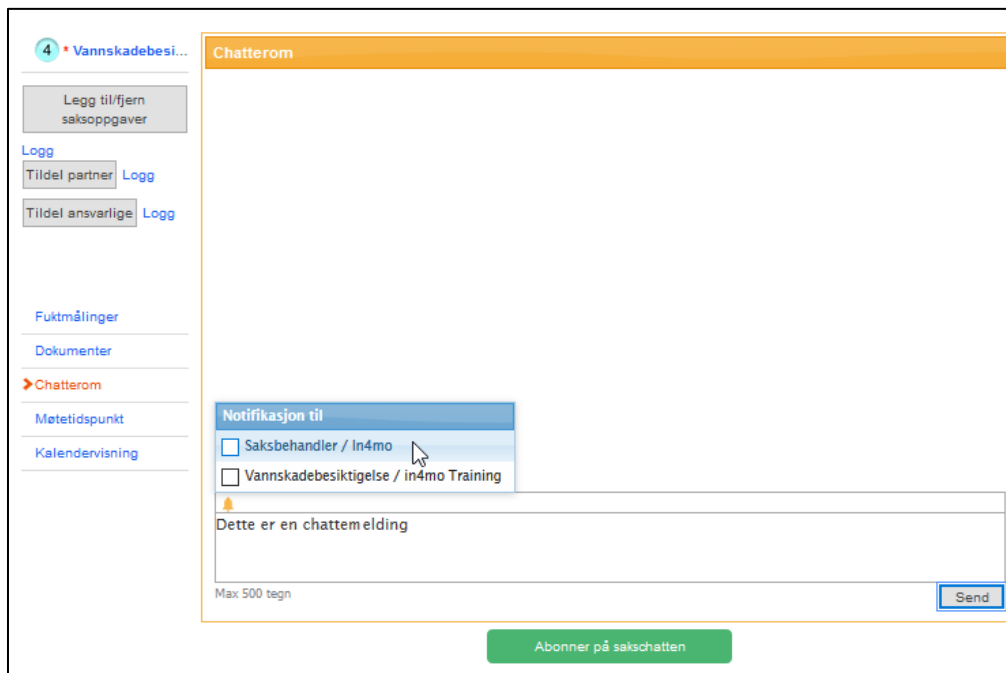 4 * Vannskadebesi...
Legg til/fjern
saksoppgaver
Logg
Tildel partner Logg
Tildel ansvarlige Logg
Fuktmålinger
Dokumenter
Chatterom
Møtetidspunkt
Kalendervisning
Chatterom
Notifikasjon til
Saksbehandler / In4mo
Vannskadebesiktigelse / in4mo Training
Dette er en chattemelding
Max 500 tegn
Send
Abonner på sakschatten